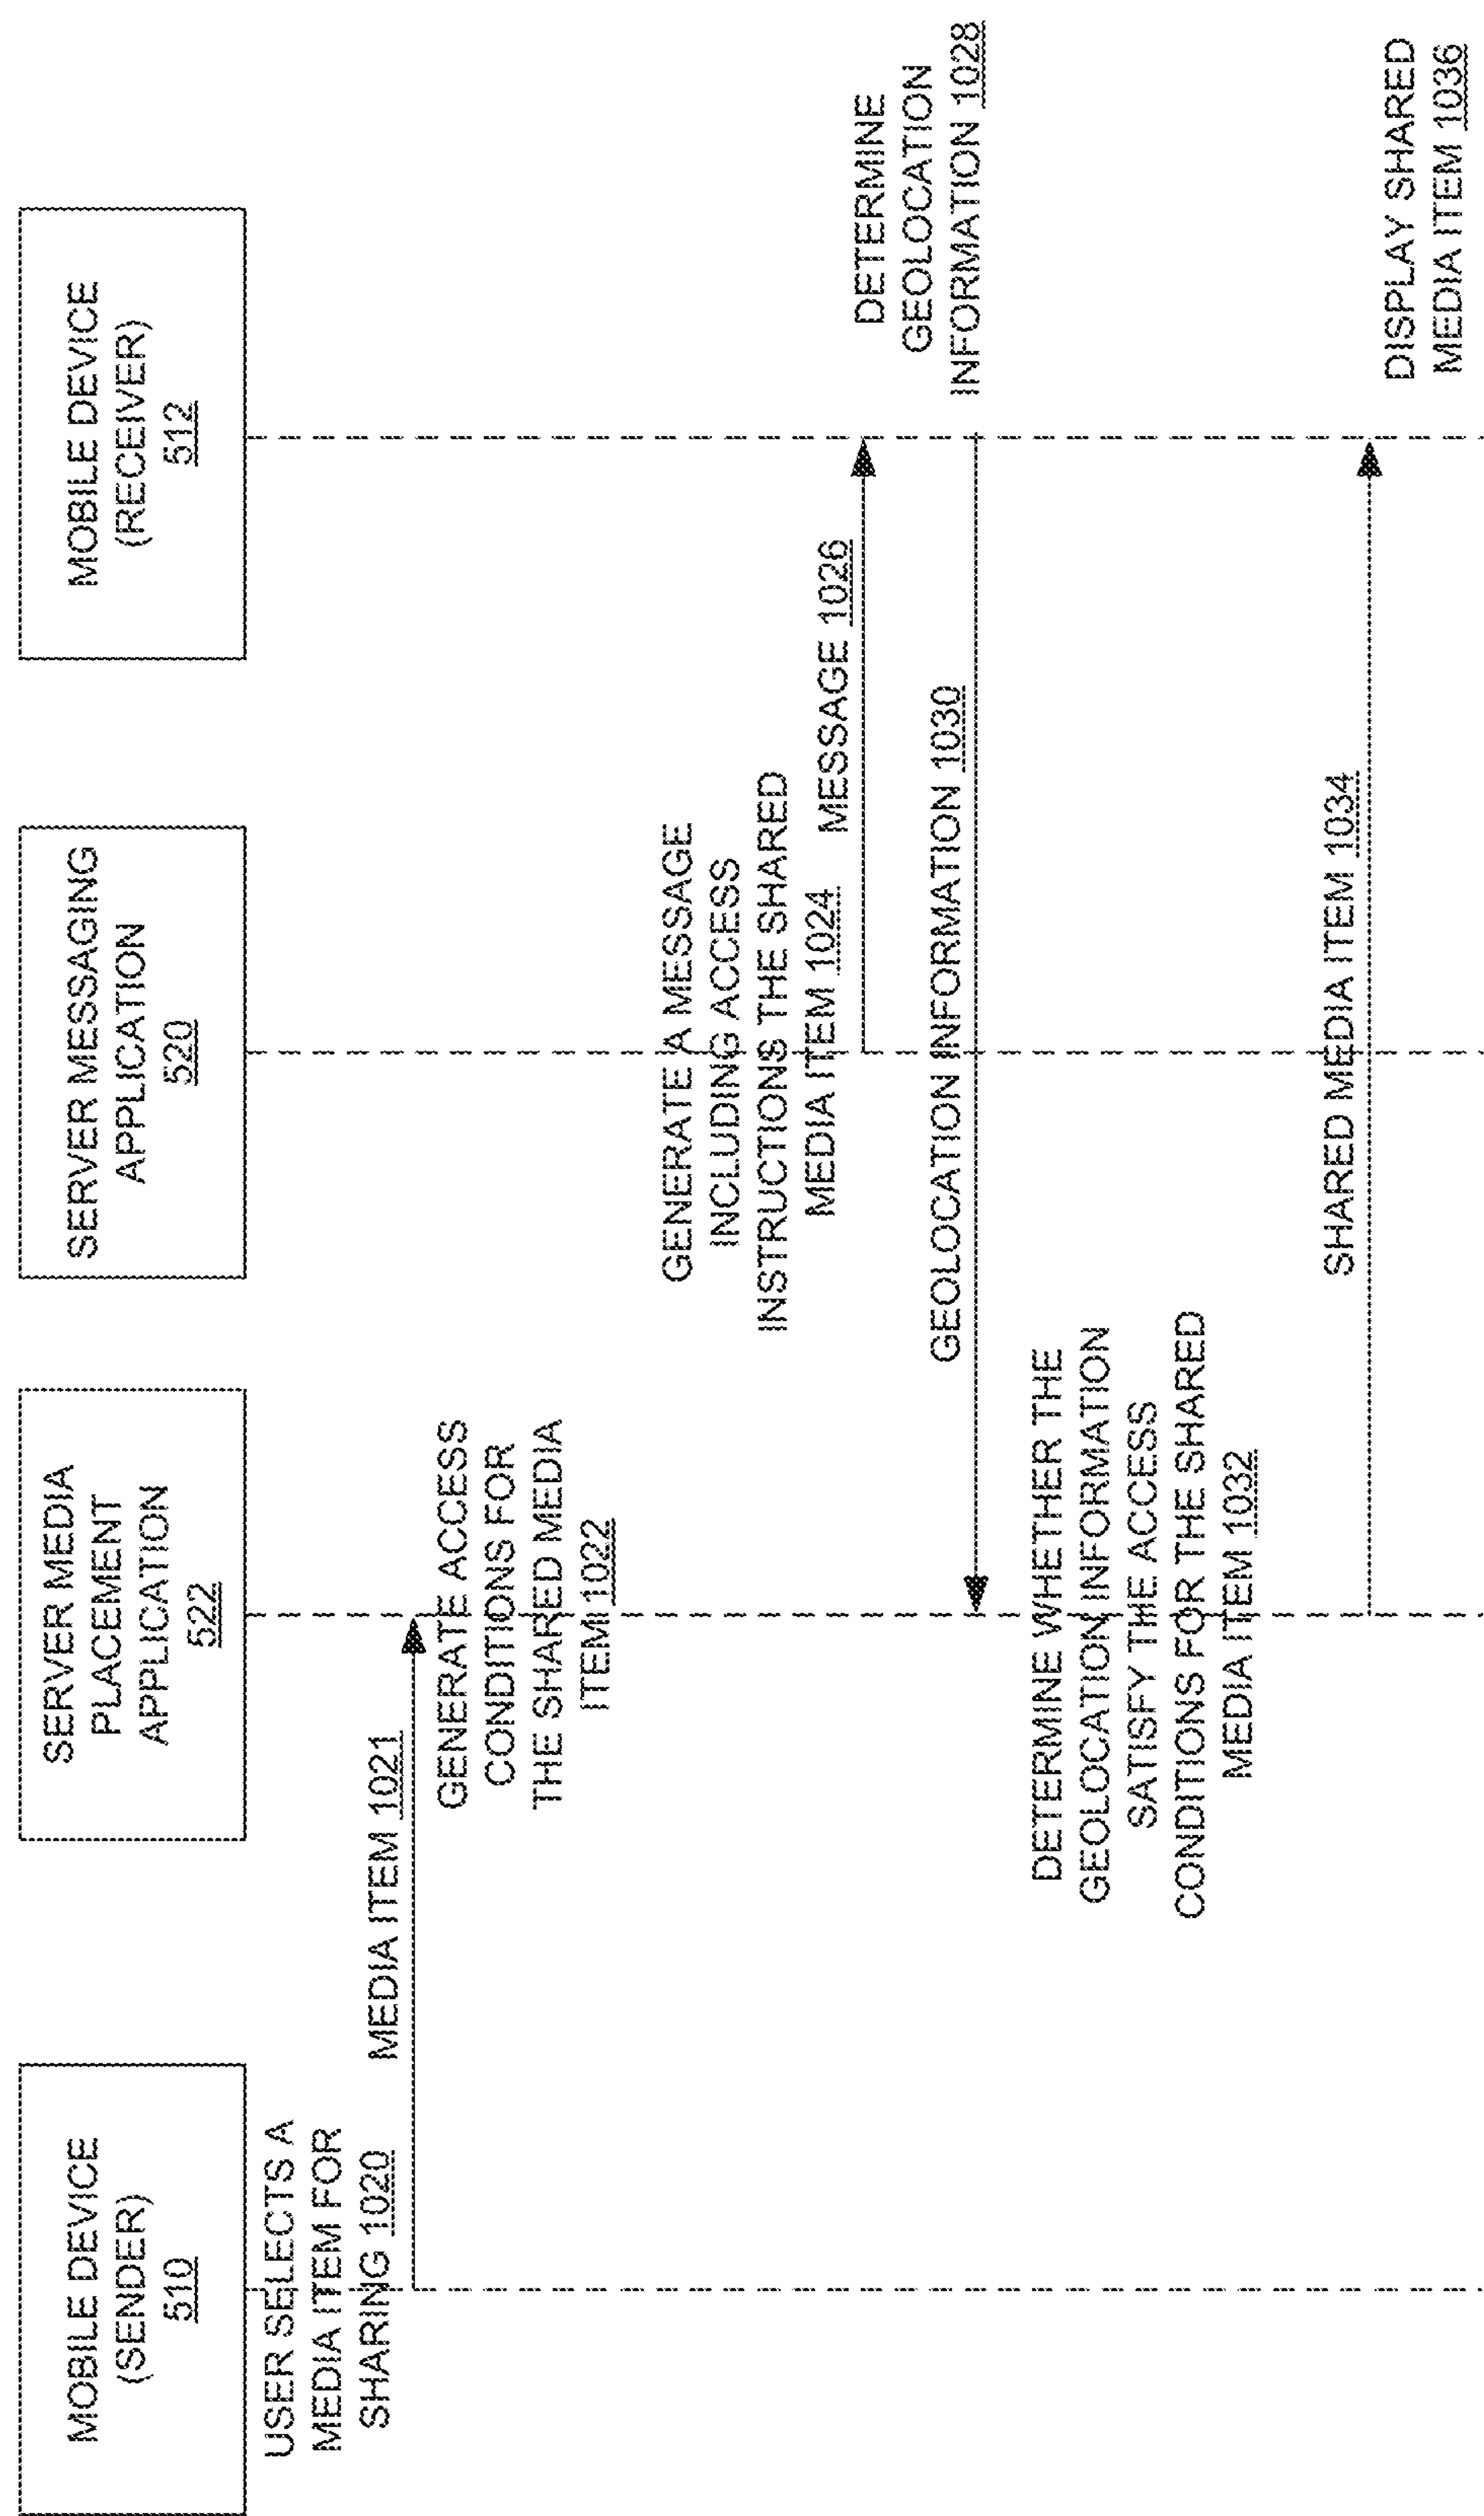 MOBILE DEVICE
(SENDER)
510
SERVER MEDIA
PLACEMENT
APPLICATION
522
SERVER MESSAGING
APPLICATION
520
MOBILE DEVICE
(RECEIVER)
512
USER SELECTS A
MEDIA ITEM FOR
SHARING 1020
MEDIA ITEM 1021
GENERATE ACCESS
CONDITIONS FOR
THE SHARED MEDIA
ITEM 1022
GENERATE A MESSAGE
INCLUDING ACCESS
INSTRUCTIONS THE SHARED
MEDIA ITEM 1024
MESSAGE 1026
DETERMINE
GEOLOCATION
INFORMATION 1028
GEOLOCATION INFORMATION 1030
DETERMINE WHETHER THE
GEOLOCATION INFORMATION
SATISFY THE ACCESS
CONDITIONS FOR THE SHARED
MEDIA ITEM 1032
SHARED MEDIA ITEM 1034
DISPLAY SHARED
MEDIA ITEM 1036